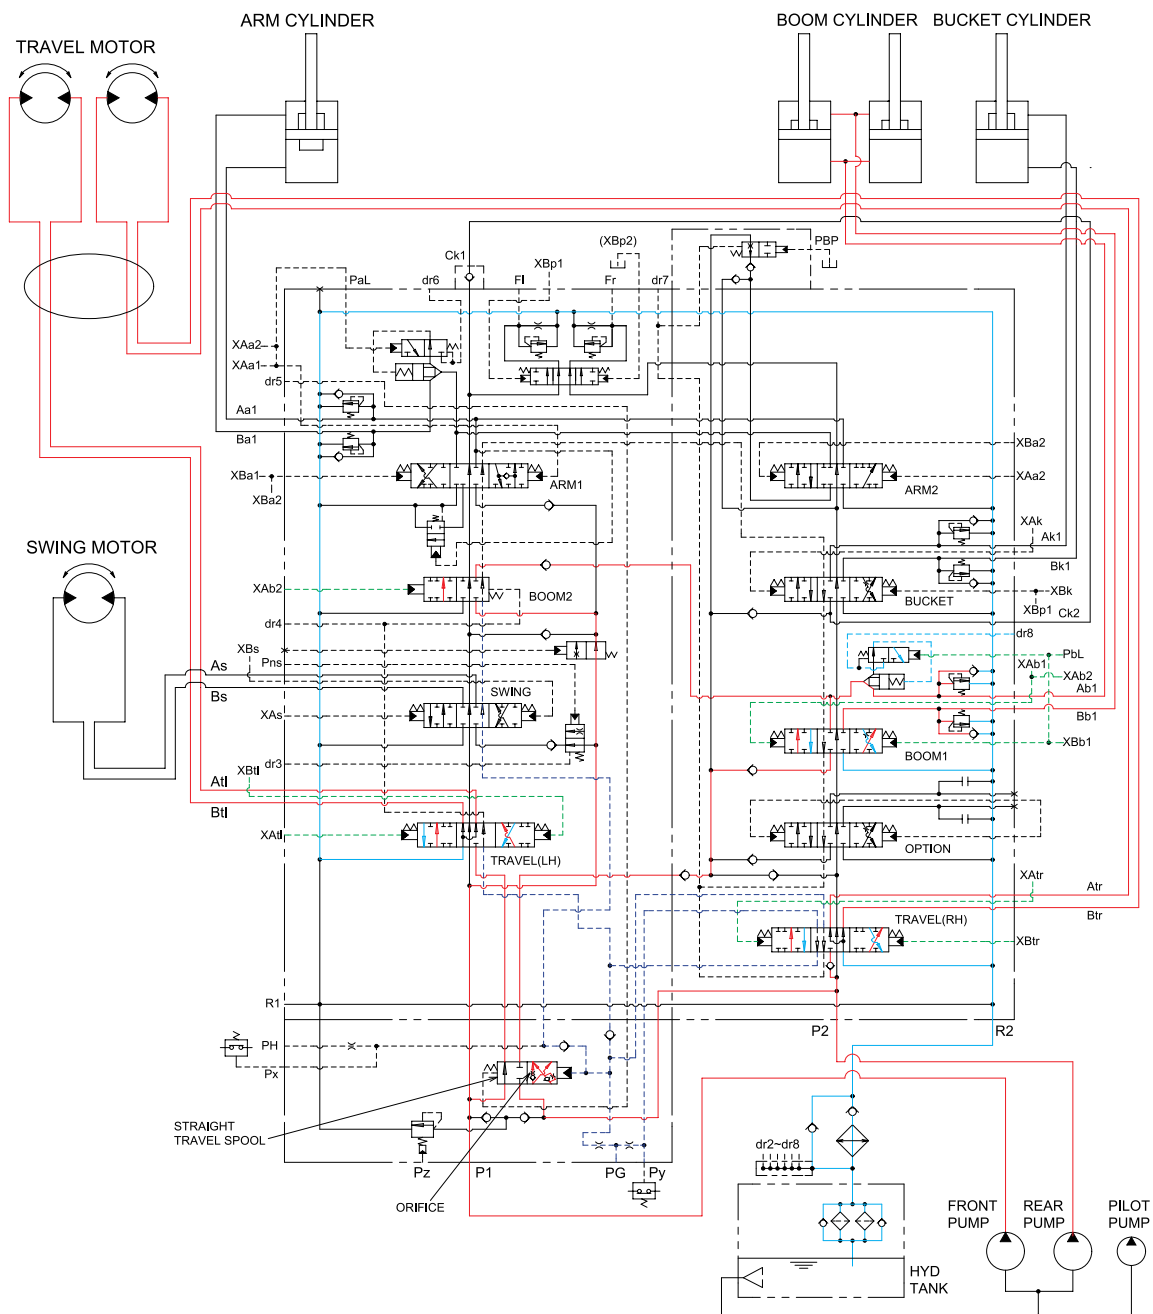 ARM CYLINDER
BOOM CYLINDER
BUCKET CYLINDER
TRAVEL MOTOR
(XBp2)
PBP
Ck1
XBp1
PaL
dr6
Fl
Fr
dr7
XAa2
XAa1
dr5
Aa1
Ba1
XBa1
XBa2
ARM1
XBa2
XAa2
ARM2
XAk
Ak1
Bk1
SWING MOTOR
XAb2
BOOM2
BUCKET
XBk
XBp1
Ck2
dr4
dr8
XBs
Pns
PbL
XAb1
XAb2
As
Bs
Ab1
SWING
XAs
Bb1
XBb1
BOOM1
dr3
XBtl
Atl
Btl
XAtl
OPTION
TRAVEL(LH)
XAtr
Atr
Btr
TRAVEL(RH)
XBtr
R1
P2
R2
PH
Px
STRAIGHT
TRAVEL SPOOL
Pz
P1
PG
Py
ORIFICE
dr2~dr8
FRONT
PUMP
REAR
PUMP
PILOT
PUMP
HYD
TANK